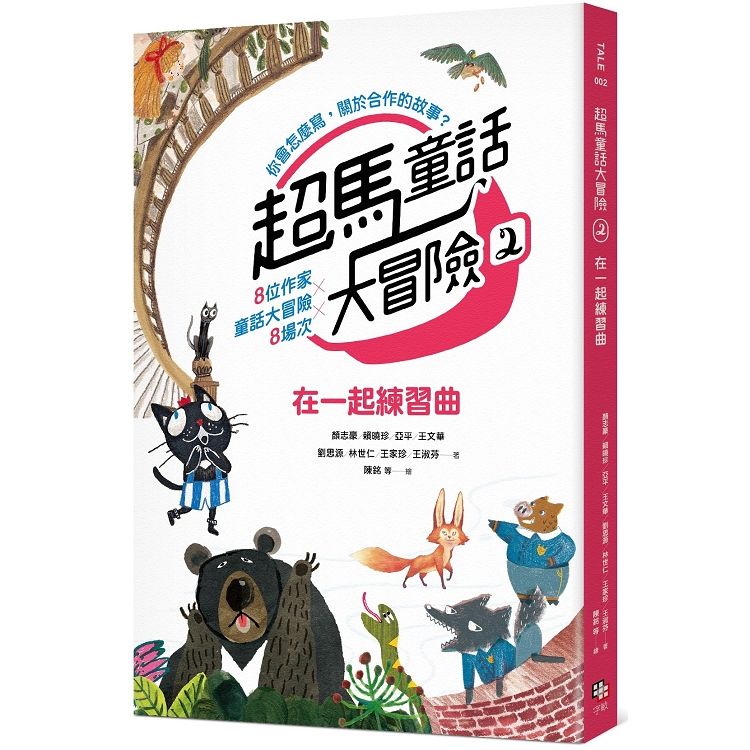 你會怎麼寫，關於合作的故事？
超馬童話
大冒險2
8位作家×
童話大冒險×
8場次
在一起練習曲
顏志豪／賴曉珍／亞平／王文華
劉思源／林世仁／王家珍／王淑芬──著
陳銘 等──繪
TALE 002
超馬童話大冒險 2 在一起練習曲
顏志豪／賴曉珍／亞平／王文華／劉思源／林世仁／王家珍／王淑芬──著
陳銘 等──繪
字畝